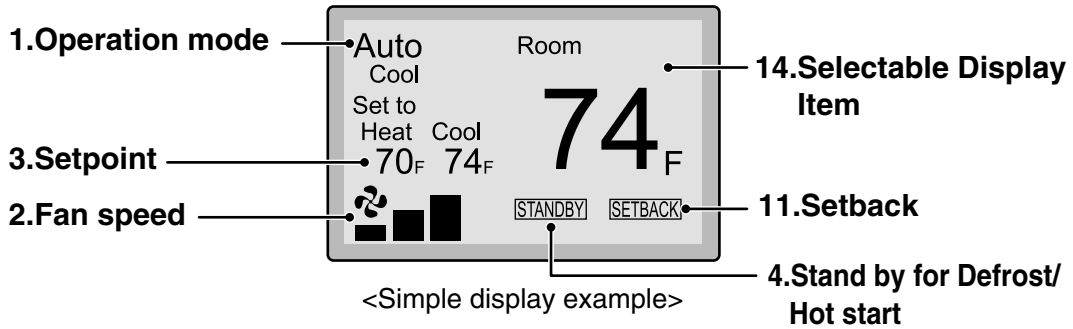 1.Operation mode
Auto
Cool
Room
14.Selectable Display
Item
Set to
Heat Cool
70F 74F
74F
3.Setpoint
2.Fan speed
STANDBY SETBACK
11.Setback
4.Stand by for Defrost/
Hot start
<Simple display example>